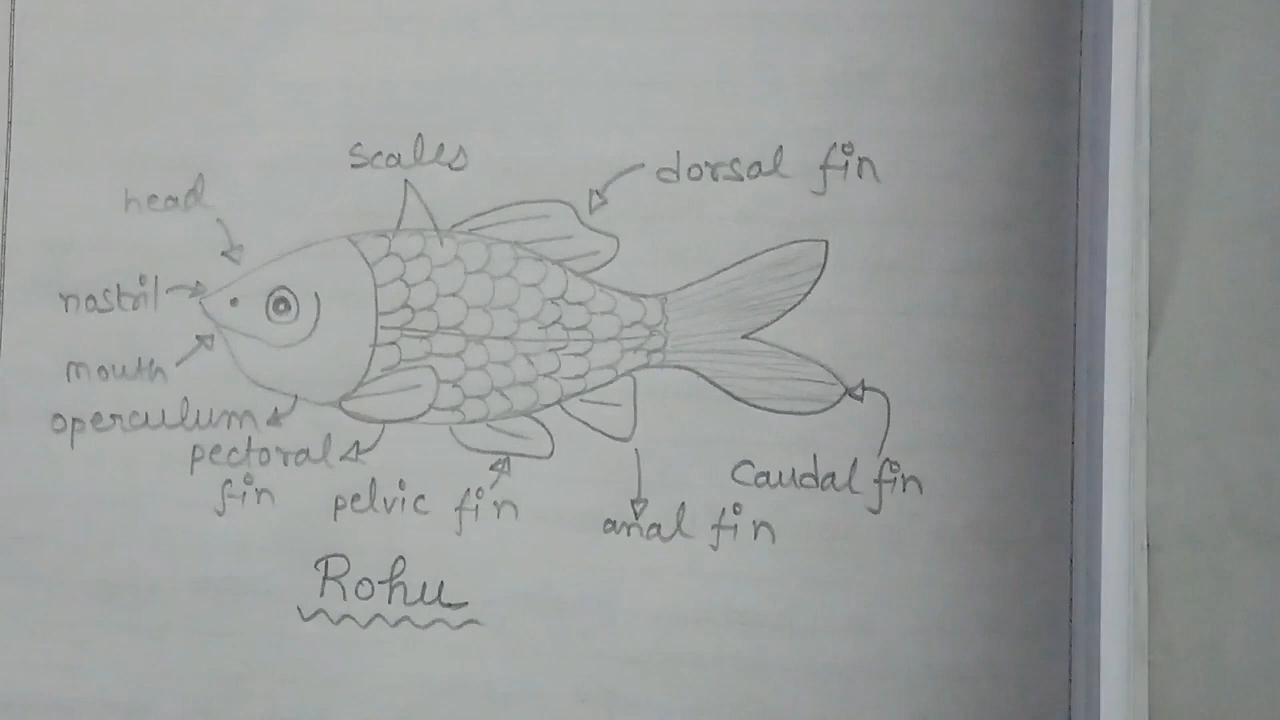 scales
dorsal fin
head
nostril
mouth
operculum
pectoral
fin
pelvic fin
anal fin
Caudal fin
Rohu